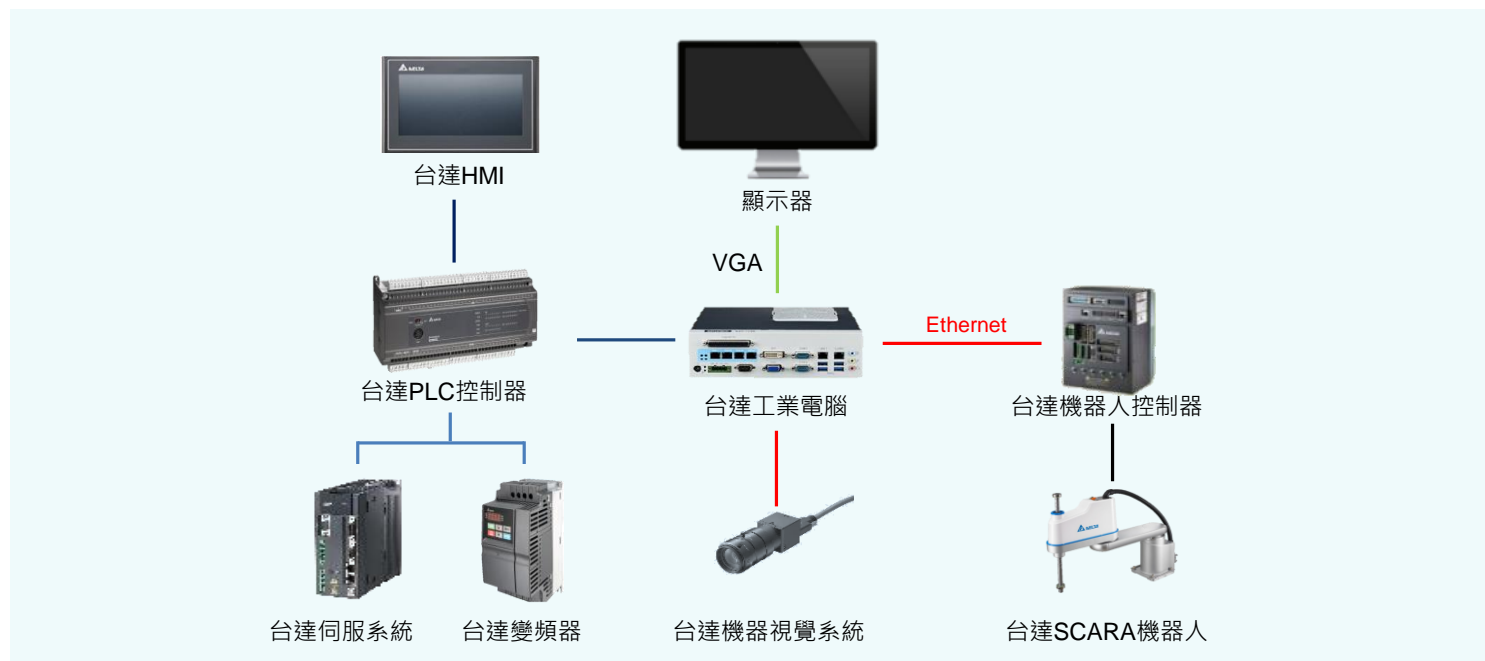 台達HMI
顯示器
VGA
Ethernet
台達PLC控制器
台達工業電腦
台達機器人控制器
台達伺服系統
台達變頻器
台達機器視覺系統
台達SCARA機器人